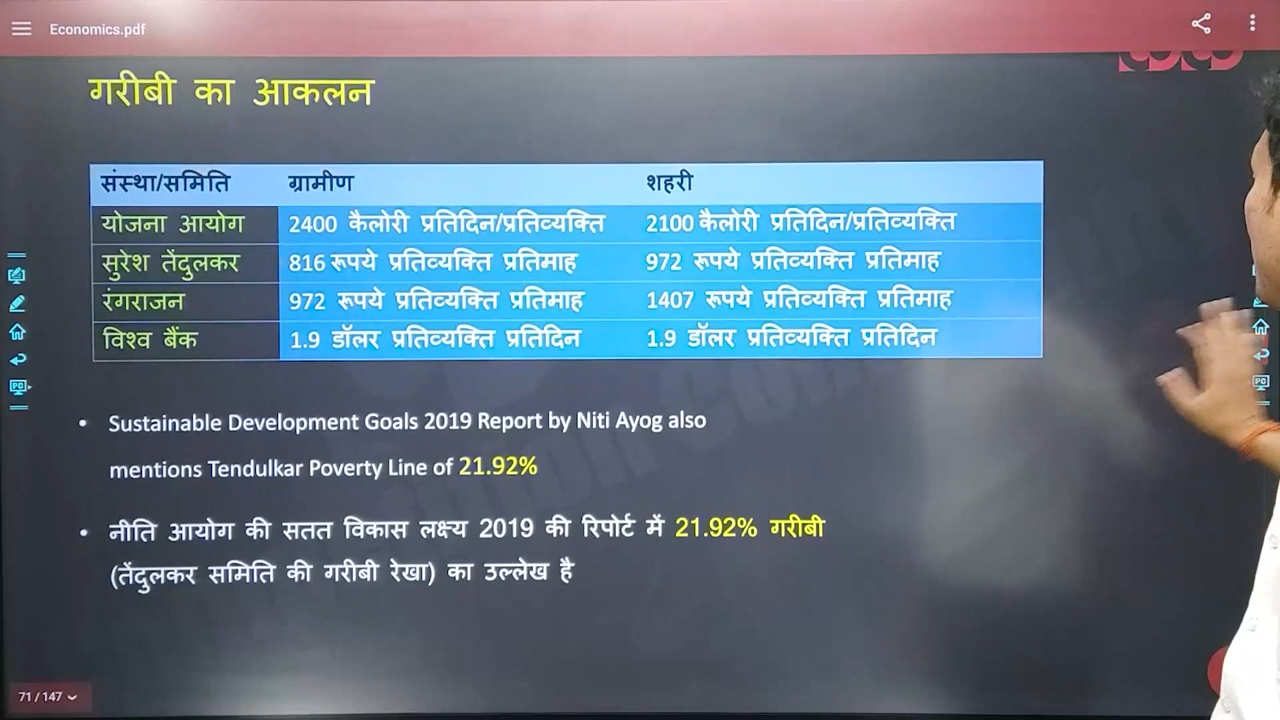 Economics.pdf
गरीबी का आकलन
संस्था/समिति ग्रामीण शहरी
योजना आयोग 2400 कैलोरी प्रतिदिन/प्रतिव्यक्ति 2100 कैलोरी प्रतिदिन/प्रतिव्यक्ति
सुरेश तेंदुलकर 816 रूपये प्रतिव्यक्ति प्रतिमाह 972 रूपये प्रतिव्यक्ति प्रतिमाह
रंगराजन 972 रूपये प्रतिव्यक्ति प्रतिमाह 1407 रूपये प्रतिव्यक्ति प्रतिमाह
विश्व बैंक 1.9 डॉलर प्रतिव्यक्ति प्रतिदिन 1.9 डॉलर प्रतिव्यक्ति प्रतिदिन
• Sustainable Development Goals 2019 Report by Niti Ayog also
mentions Tendulkar Poverty Line of 21.92%
• नीति आयोग की सतत विकास लक्ष्य 2019 की रिपोर्ट में 21.92% गरीबी
(तेंदुलकर समिति की गरीबी रेखा) का उल्लेख है
71 / 147